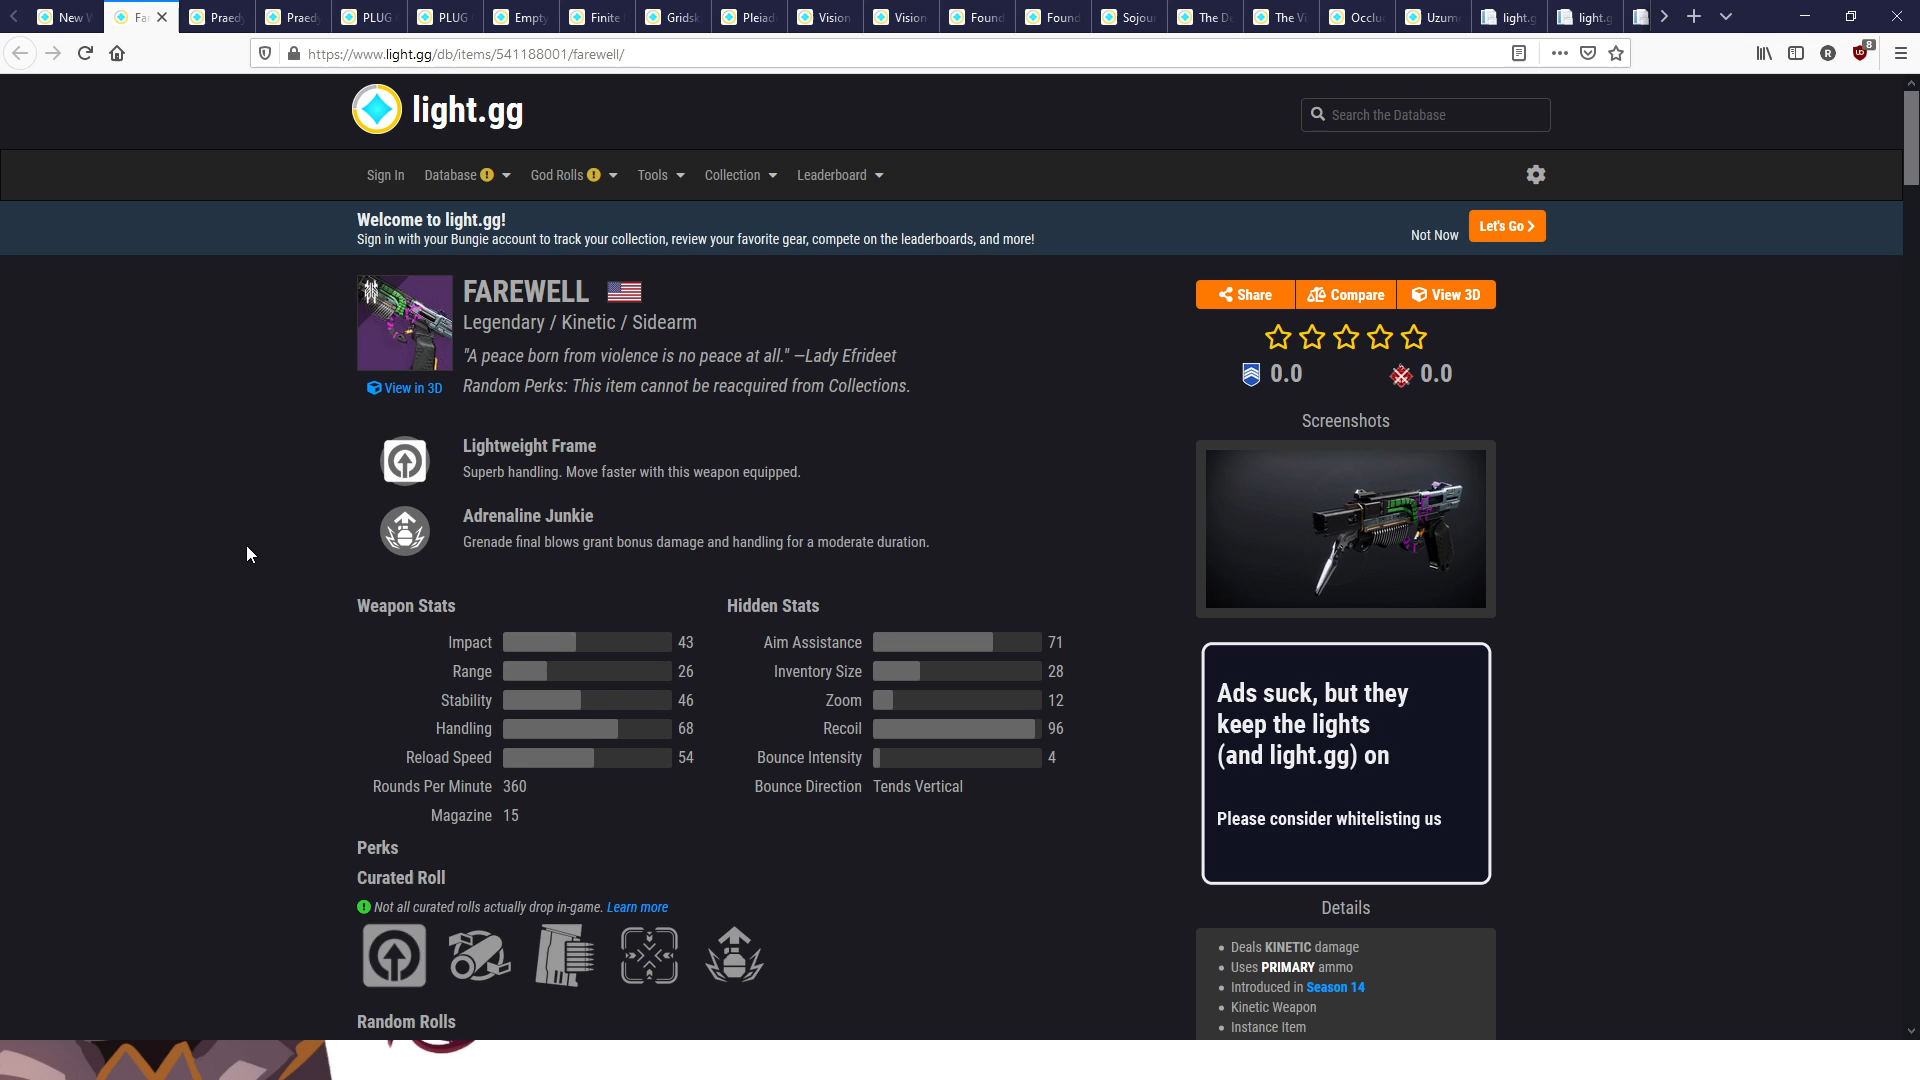 New
Fa
Praedy
Praedy
PLUG
PLUG
Empty
Finite
Gridsk
Pleiad
Vision
Vision
Found
Found
Sojour
The D
The Vi
Occlu
Uzum
light.g
light.g
https://www.light.gg/db/items/541188001/farewell/
8
light.gg
Search the Database
Sign In Database God Rolls Tools Collection Leaderboard
Welcome to light.gg!
Sign in with your Bungie account to track your collection, review your favorite gear, compete on the leaderboards, and more!
Not Now Let's Go
FAREWELL
Legendary / Kinetic / Sidearm
"A peace born from violence is no peace at all." —Lady Efrideet
View in 3D
Random Perks: This item cannot be reacquired from Collections.
Share Compare View 3D
0.0 0.0
Screenshots
Lightweight Frame
Superb handling. Move faster with this weapon equipped.
Adrenaline Junkie
Grenade final blows grant bonus damage and handling for a moderate duration.
Weapon Stats
Impact 43
Range 26
Stability 46
Handling 68
Reload Speed 54
Rounds Per Minute 360
Magazine 15
Hidden Stats
Aim Assistance 71
Inventory Size 28
Zoom 12
Recoil 96
Bounce Intensity 4
Bounce Direction Tends Vertical
Perks
Curated Roll
Not all curated rolls actually drop in-game. Learn more
Random Rolls
Ads suck, but they
keep the lights
(and light.gg) on
Please consider whitelisting us
Details
Deals KINETIC damage
Uses PRIMARY ammo
Introduced in Season 14
Kinetic Weapon
Instance Item